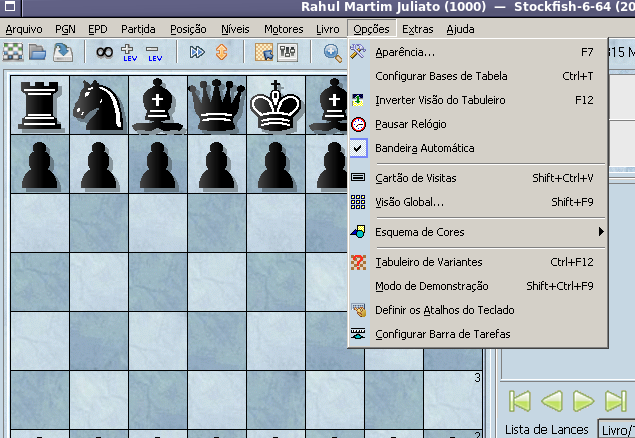 Rahul Martim Juliato (1000) — Stockfish-6-64 (20
Arquivo PGN EPD Partida Posição Níveis Motores Livro Opções Extras Ajuda
LEV LEV
Aparência... F7
315 M
Configurar Bases de Tabela Ctrl+T
Inverter Visão do Tabuleiro F12
Pausar Relógio
Bandeira Automática
Cartão de Visitas Shift+Ctrl+V
Visão Global... Shift+F9
Esquema de Cores
Tabuleiro de Variantes Ctrl+F12
Modo de Demonstração Shift+Ctrl+F9
Definir os Atalhos do Teclado
Configurar Barra de Tarefas
3
2
Lista de Lances Livro/